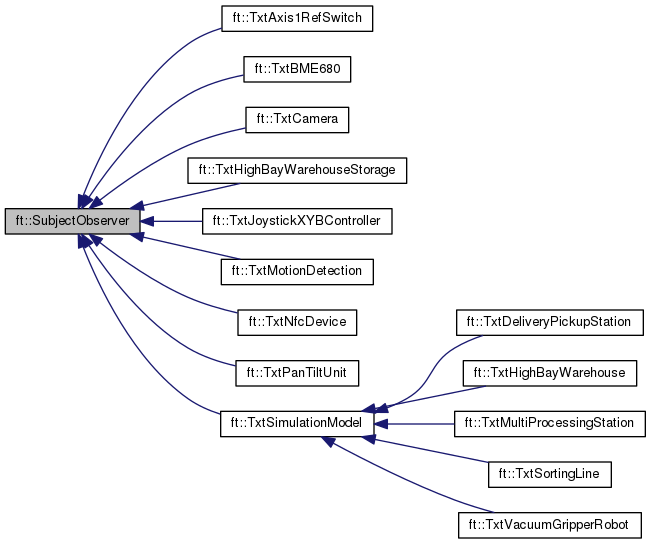 ft::TxtAxis1RefSwitch
ft::TxtBME680
ft::TxtCamera
ft::TxtHighBayWarehouseStorage
ft::SubjectObserver
ft::TxtJoystickXYBController
ft::TxtMotionDetection
ft::TxtNfcDevice
ft::TxtDeliveryPickupStation
ft::TxtPanTiltUnit
ft::TxtHighBayWarehouse
ft::TxtSimulationModel
ft::TxtMultiProcessingStation
ft::TxtSortingLine
ft::TxtVacuumGripperRobot